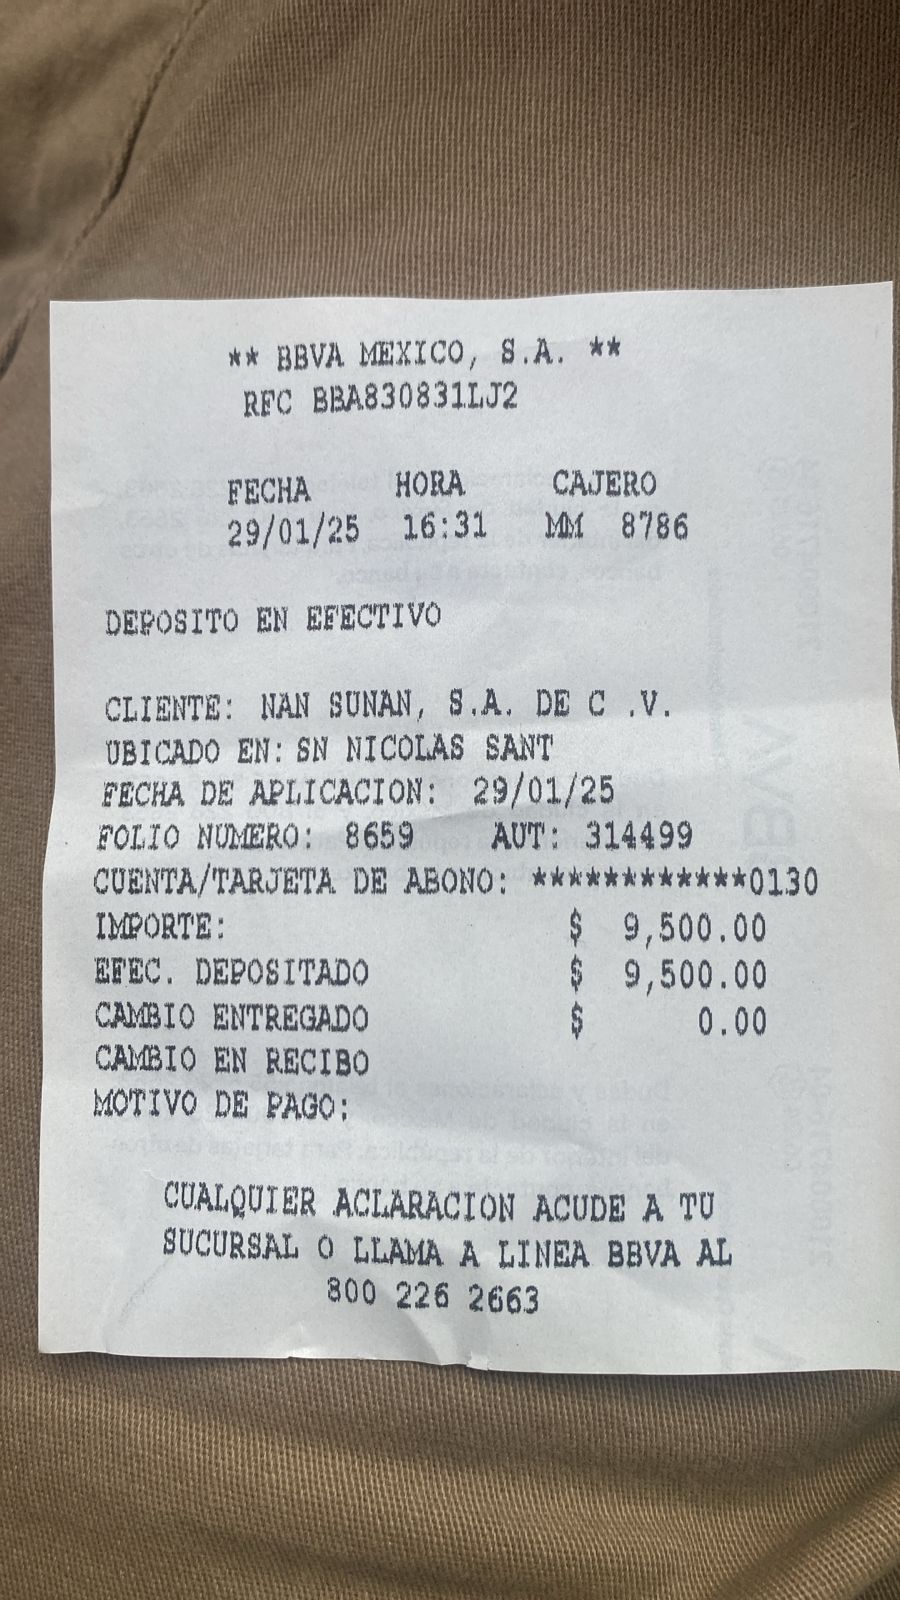 ** BBVA MEXICO, S.A. **
RFC BBA830831LJ2
FECHA HORA CAJERO
29/01/25 16:31 MM 8786
DEPOSITO EN EFECTIVO
CLIENTE: NAN SUNAN, S.A. DE C .V.
UBICADO EN: SN NICOLAS SANT
FECHA DE APLICACION: 29/01/25
FOLIO NUMERO: 8659 AUT: 314499
CUENTA/TARJETA DE ABONO: ************0130
IMPORTE: $ 9,500.00
EFEC. DEPOSITADO $ 9,500.00
CAMBIO ENTREGADO $ 0.00
CAMBIO EN RECIBO
MOTIVO DE PAGO:
CUALQUIER ACLARACION ACUDE A TU
SUCURSAL O LLAMA A LINEA BBVA AL
800 226 2663